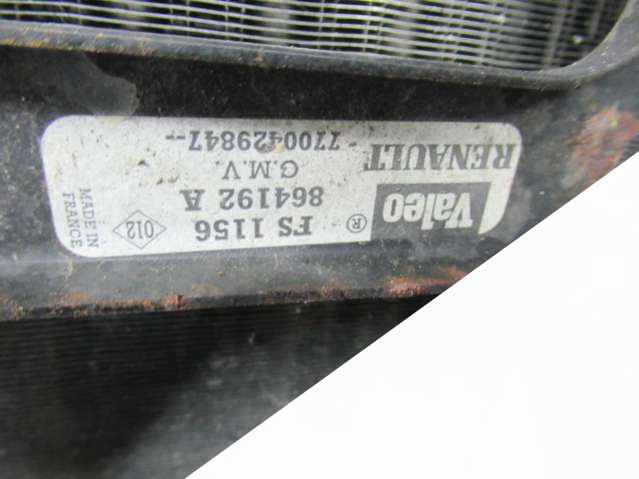 Valeo ® FS 1156
864192 A
G.M.V.
RENAULT 7700429847--
012
MADE IN
FRANCE